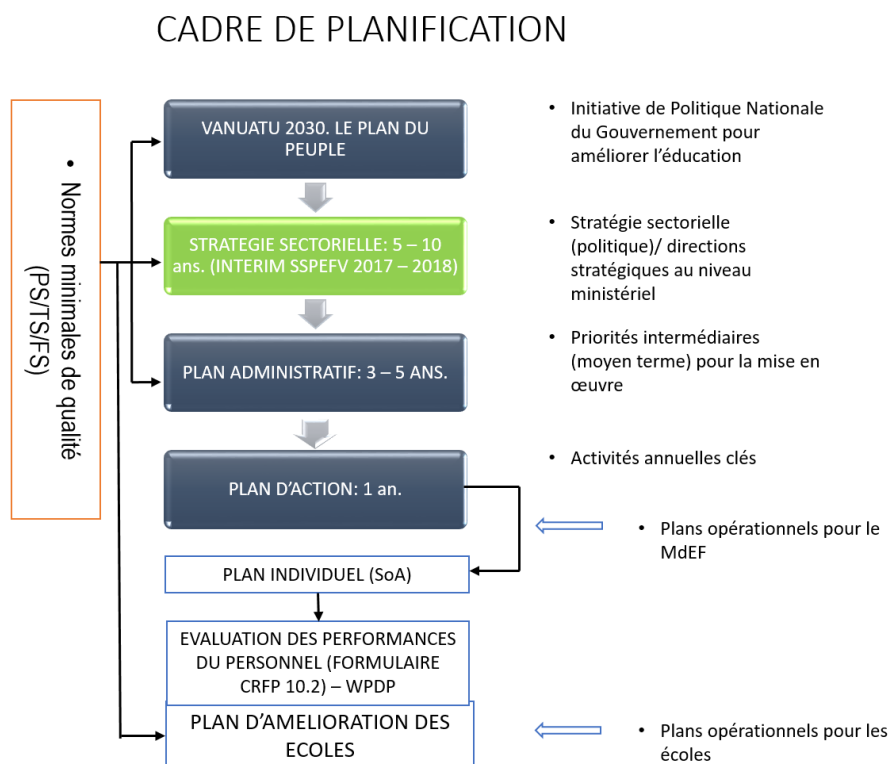 CADRE DE PLANIFICATION
• Normes minimales de qualité
(PS/TS/FS)
VANUATU 2030. LE PLAN DU
PEUPLE
• Initiative de Politique Nationale
du Gouvernement pour
améliorer l’éducation
STRATEGIE SECTORIELLE: 5 – 10
ans. (INTERIM SSPEFV 2017 – 2018)
• Stratégie sectorielle
(politique)/ directions
stratégiques au niveau
ministériel
PLAN ADMINISTRATIF: 3 – 5 ANS.
• Priorités intermédiaires
(moyen terme) pour la mise en
œuvre
PLAN D’ACTION: 1 an.
• Activités annuelles clés
• Plans opérationnels pour le
MdEF
PLAN INDIVIDUEL (SoA)
EVALUATION DES PERFORMANCES
DU PERSONNEL (FORMULAIRE
CRFP 10.2) – WPDP
PLAN D’AMELIORATION DES
ECOLES
• Plans opérationnels pour les
écoles